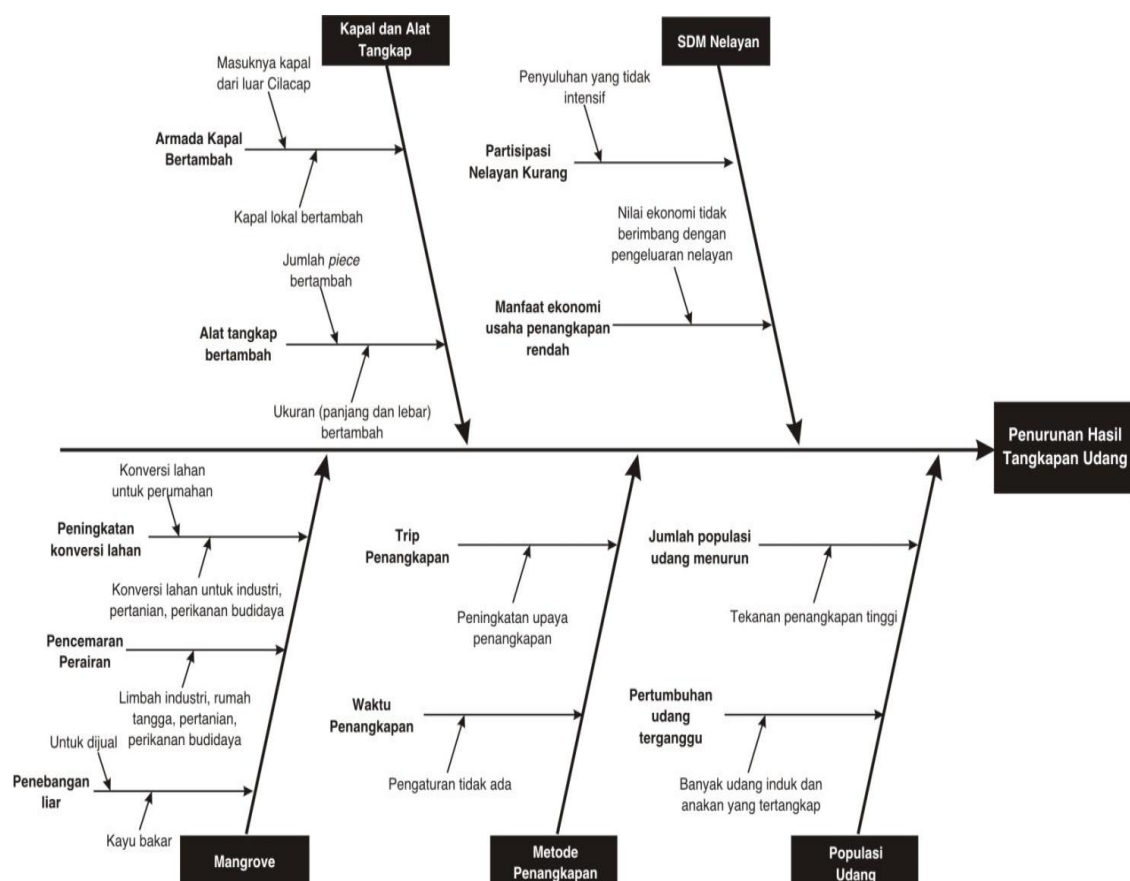 Kapal dan Alat
Tangkap
SDM Nelayan
Masuknya kapal
dari luar Cilacap
Armada Kapal
Bertambah
Kapal lokal bertambah
Jumlah piece
bertambah
Alat tangkap
bertambah
Ukuran (panjang dan lebar)
bertambah
Penyuluhan yang tidak
intensif
Partisipasi
Nelayan Kurang
Nilai ekonomi tidak
berimbang dengan
pengeluaran nelayan
Manfaat ekonomi
usaha penangkapan
rendah
Penurunan Hasil
Tangkapan Udang
Konversi lahan
untuk perumahan
Peningkatan
konversi lahan
Konversi lahan untuk industri,
pertanian, perikanan budidaya
Pencemaran
Perairan
Limbah industri, rumah
tangga, pertanian,
perikanan budidaya
Untuk dijual
Penebangan
liar
Kayu bakar
Mangrove
Trip
Penangkapan
Peningkatan upaya
penangkapan
Waktu
Penangkapan
Pengaturan tidak ada
Metode
Penangkapan
Jumlah populasi
udang menurun
Tekanan penangkapan tinggi
Pertumbuhan
udang
terganggu
Banyak udang induk dan
anakan yang tertangkap
Populasi
Udang